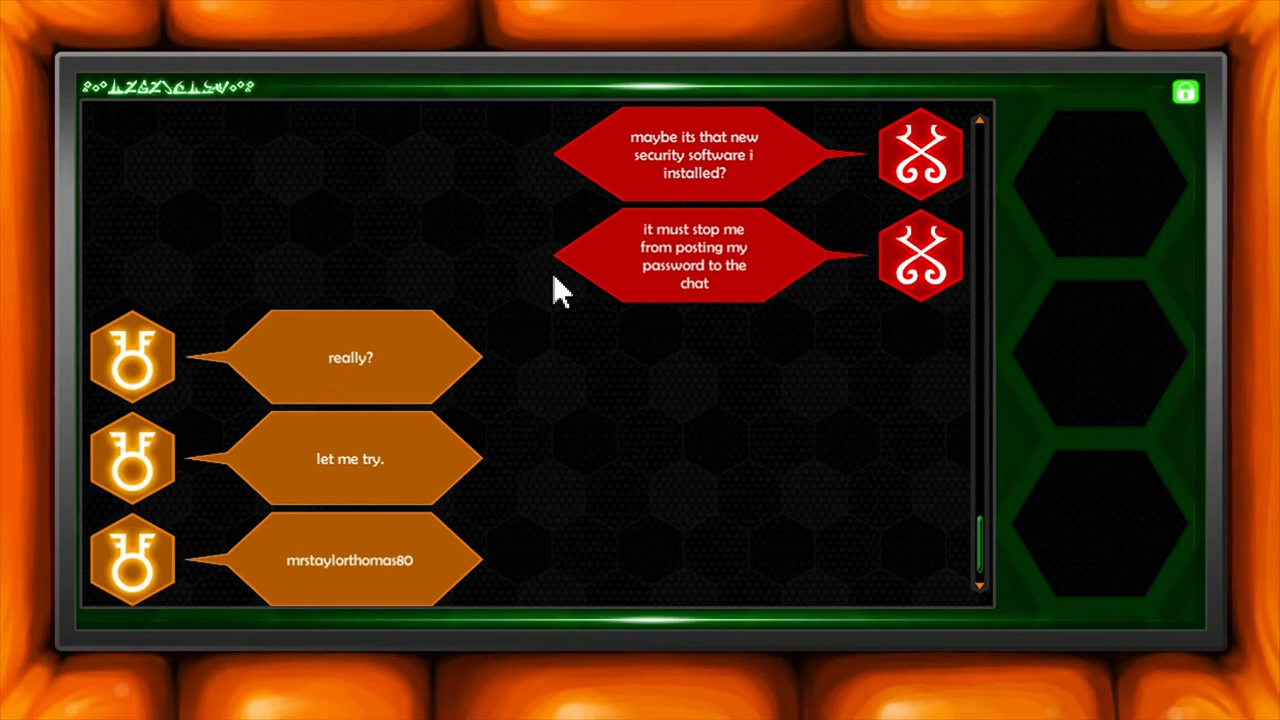 maybe its that new
security software i
installed?
it must stop me
from posting my
password to the
chat
really?
let me try.
mrstaylorthomas80